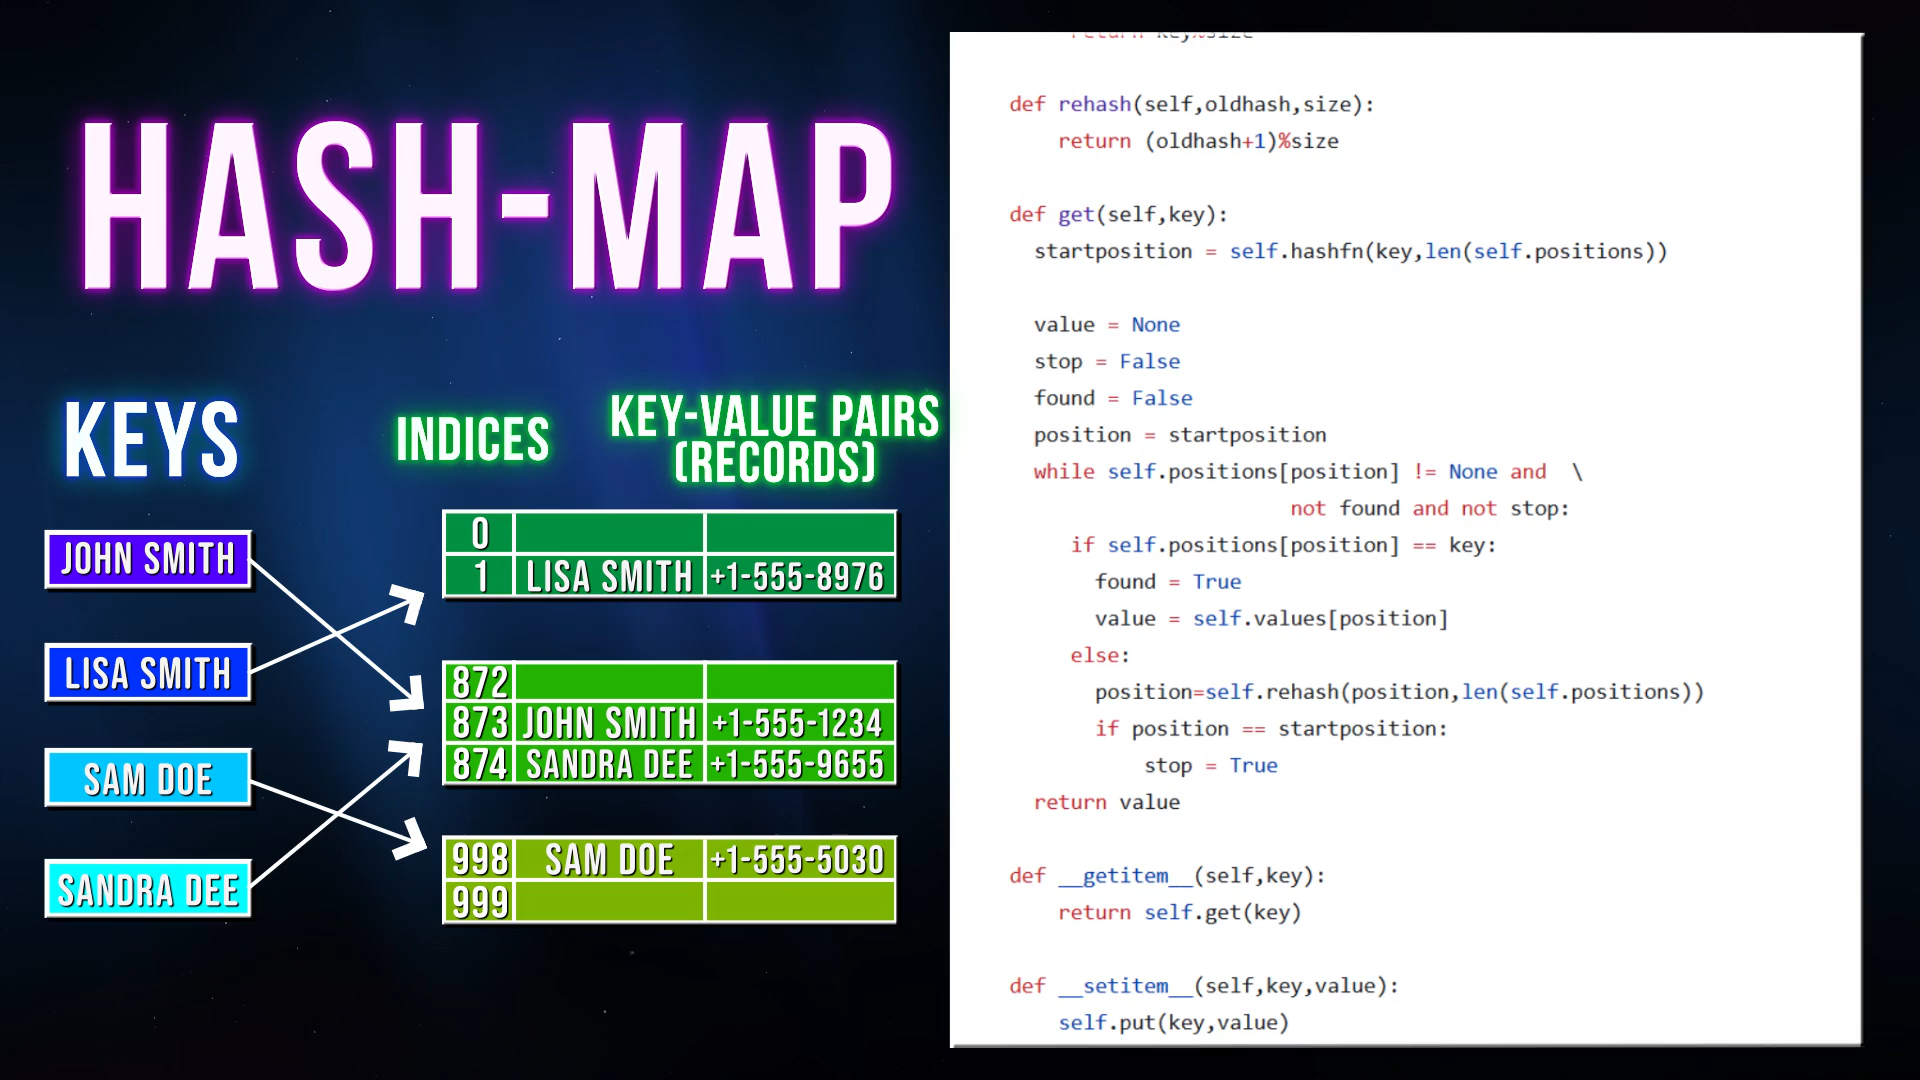 HASH-MAP
KEYS
INDICES
KEY-VALUE PAIRS
(RECORDS)
JOHN SMITH
LISA SMITH
SAM DOE
SANDRA DEE
0
1 LISA SMITH +1-555-8976
872
873 JOHN SMITH +1-555-1234
874 SANDRA DEE +1-555-9655
998 SAM DOE +1-555-5030
999
return key%size
def rehash(self,oldhash,size):
return (oldhash+1)%size
def get(self,key):
startposition = self.hashfn(key,len(self.positions))
value = None
stop = False
found = False
position = startposition
while self.positions[position] != None and \
not found and not stop:
if self.positions[position] == key:
found = True
value = self.values[position]
else:
position=self.rehash(position,len(self.positions))
if position == startposition:
stop = True
return value
def __getitem__(self,key):
return self.get(key)
def __setitem__(self,key,value):
self.put(key,value)